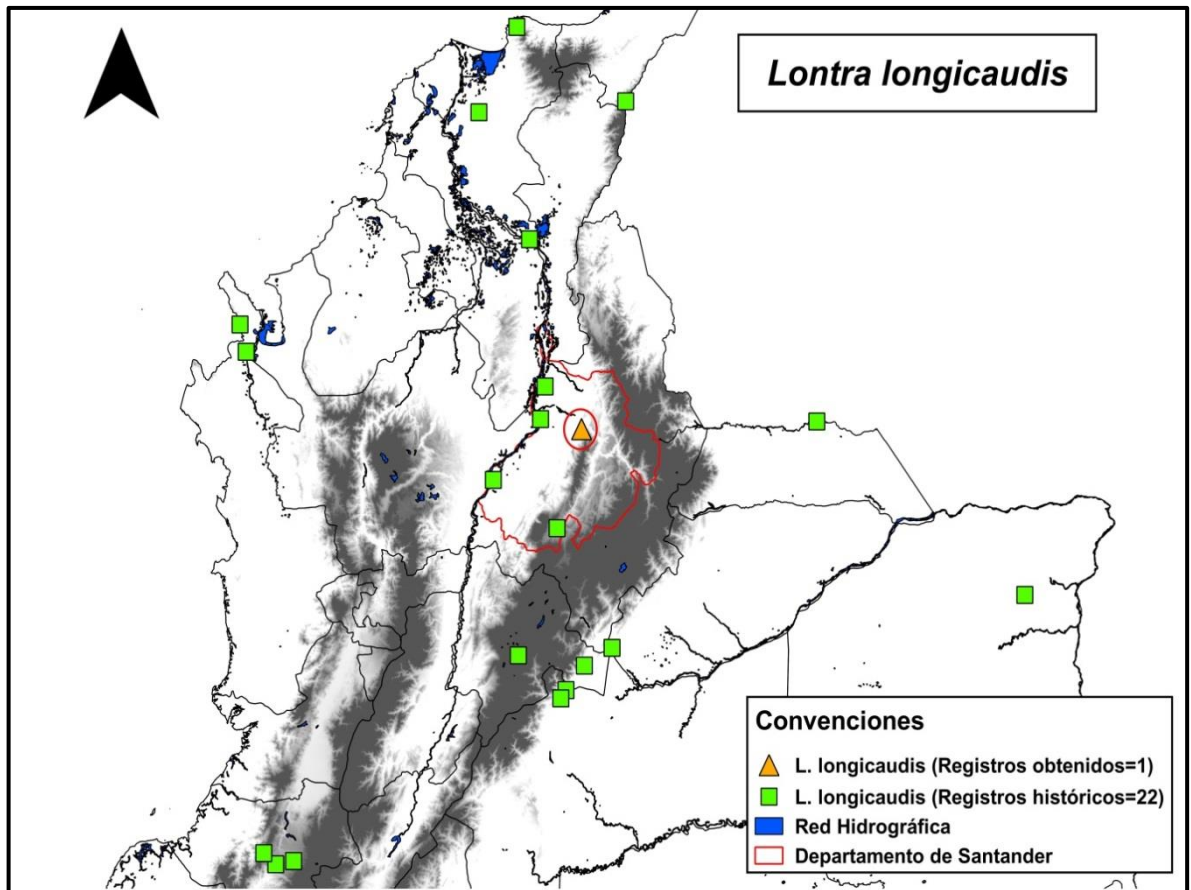 Lontra longicaudis
Convenciones
L. longicaudis (Registros obtenidos=1)
L. longicaudis (Registros históricos=22)
Red Hidrográfica
Departamento de Santander